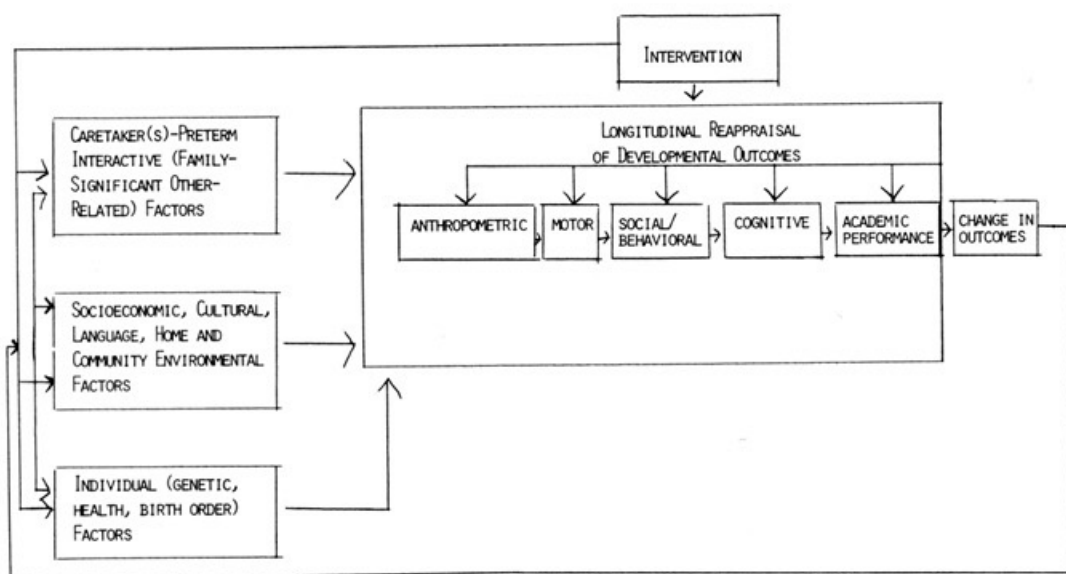 INTERVENTION
CARETAKER(S)-PRETERM
INTERACTIVE (FAMILY-
SIGNIFICANT OTHER-
RELATED) FACTORS
LONGITUDINAL REAPPRAISAL
OF DEVELOPMENTAL OUTCOMES
ANTHROPOMETRIC
MOTOR
SOCIAL/
BEHAVIORAL
COGNITIVE
ACADEMIC
PERFORMANCE
CHANGE IN
OUTCOMES
SOCIOECONOMIC, CULTURAL,
LANGUAGE, HOME AND
COMMUNITY ENVIRONMENTAL
FACTORS
INDIVIDUAL (GENETIC,
HEALTH, BIRTH ORDER)
FACTORS